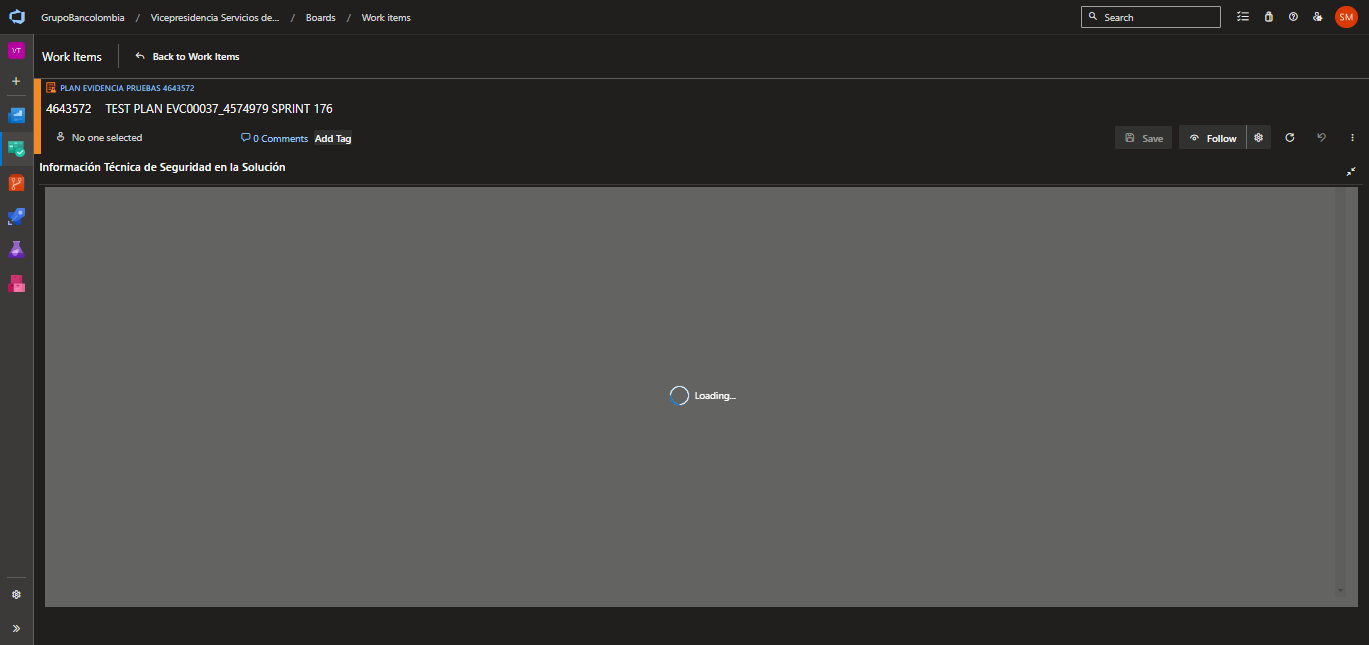 GrupoBancolombia / Vicepresidencia Servicios de... / Boards / Work items
Search
SM
VT
Work Items
Back to Work Items
PLAN EVIDENCIA PRUEBAS 4643572
4643572 TEST PLAN EVC00037_4574979 SPRINT 176
No one selected
0 Comments
Add Tag
Save
Follow
Información Técnica de Seguridad en la Solución
Loading...